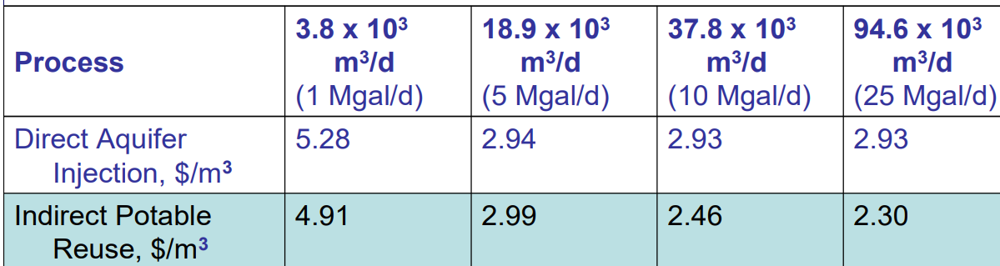 Process
3.8 x 10³
m³/d
(1 Mgal/d)
18.9 x 10³
m³/d
(5 Mgal/d)
37.8 x 10³
m³/d
(10 Mgal/d)
94.6 x 10³
m³/d
(25 Mgal/d)
Direct Aquifer
Injection, $/m³
5.28
2.94
2.93
2.93
Indirect Potable
Reuse, $/m³
4.91
2.99
2.46
2.30